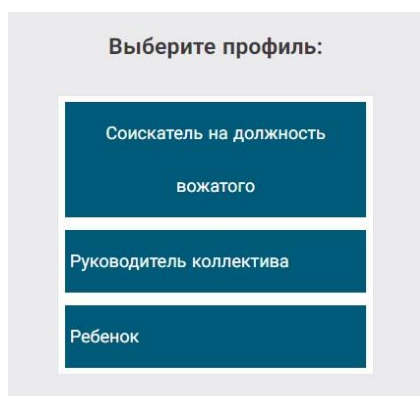 Выберите профиль:
Соискатель на должность
вожатого
Руководитель коллектива
Ребенок